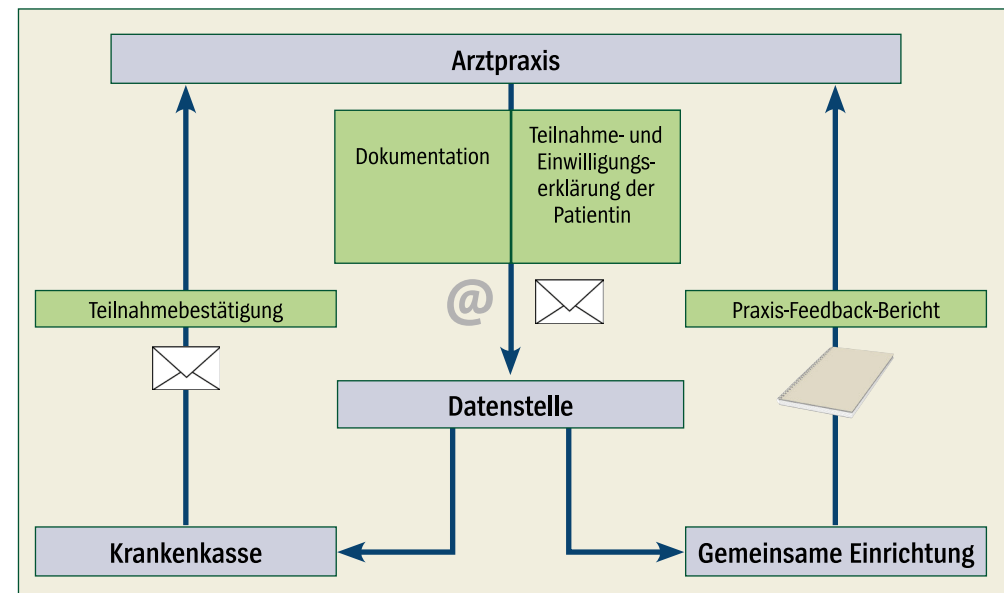 Arztpraxis
Dokumentation
Teilnahme- und
Einwilligungs-
erklärung der
Patientin
@
Teilnahmebestätigung
Praxis-Feedback-Bericht
Datenstelle
Krankenkasse
Gemeinsame Einrichtung